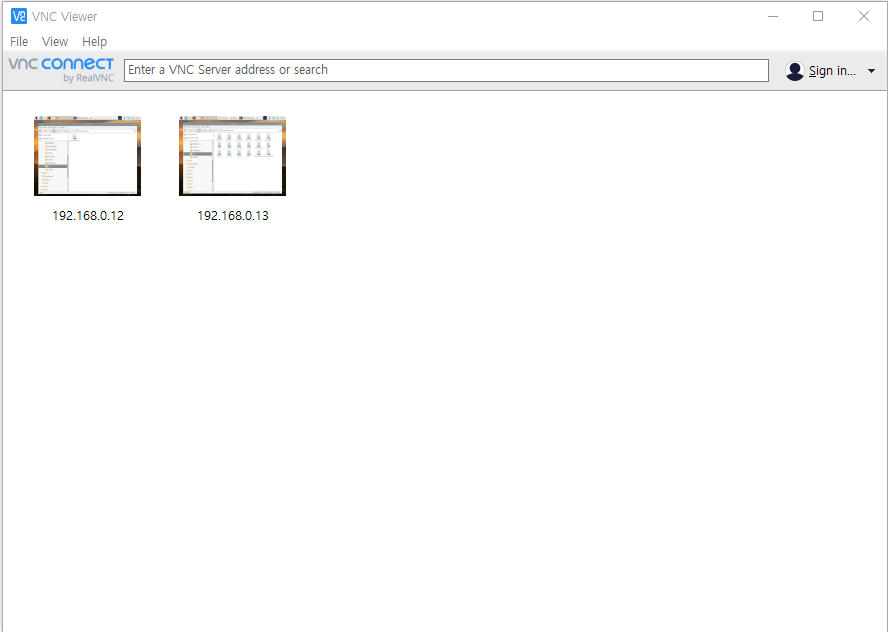 VNC Viewer
File View Help
vnc connect
by RealVNC
Enter a VNC Server address or search
Sign in...
192.168.0.12
192.168.0.13